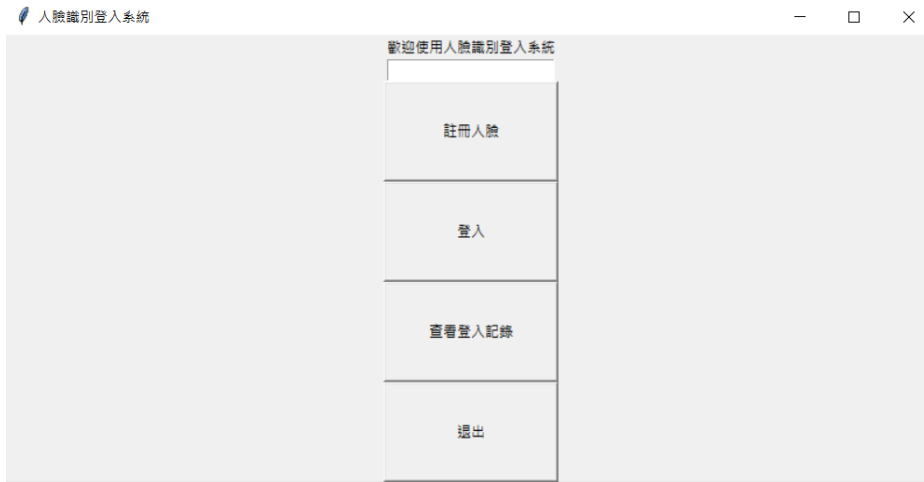 人臉識別登入系統
歡迎使用人臉識別登入系統
註冊人臉
登入
查看登入記錄
退出